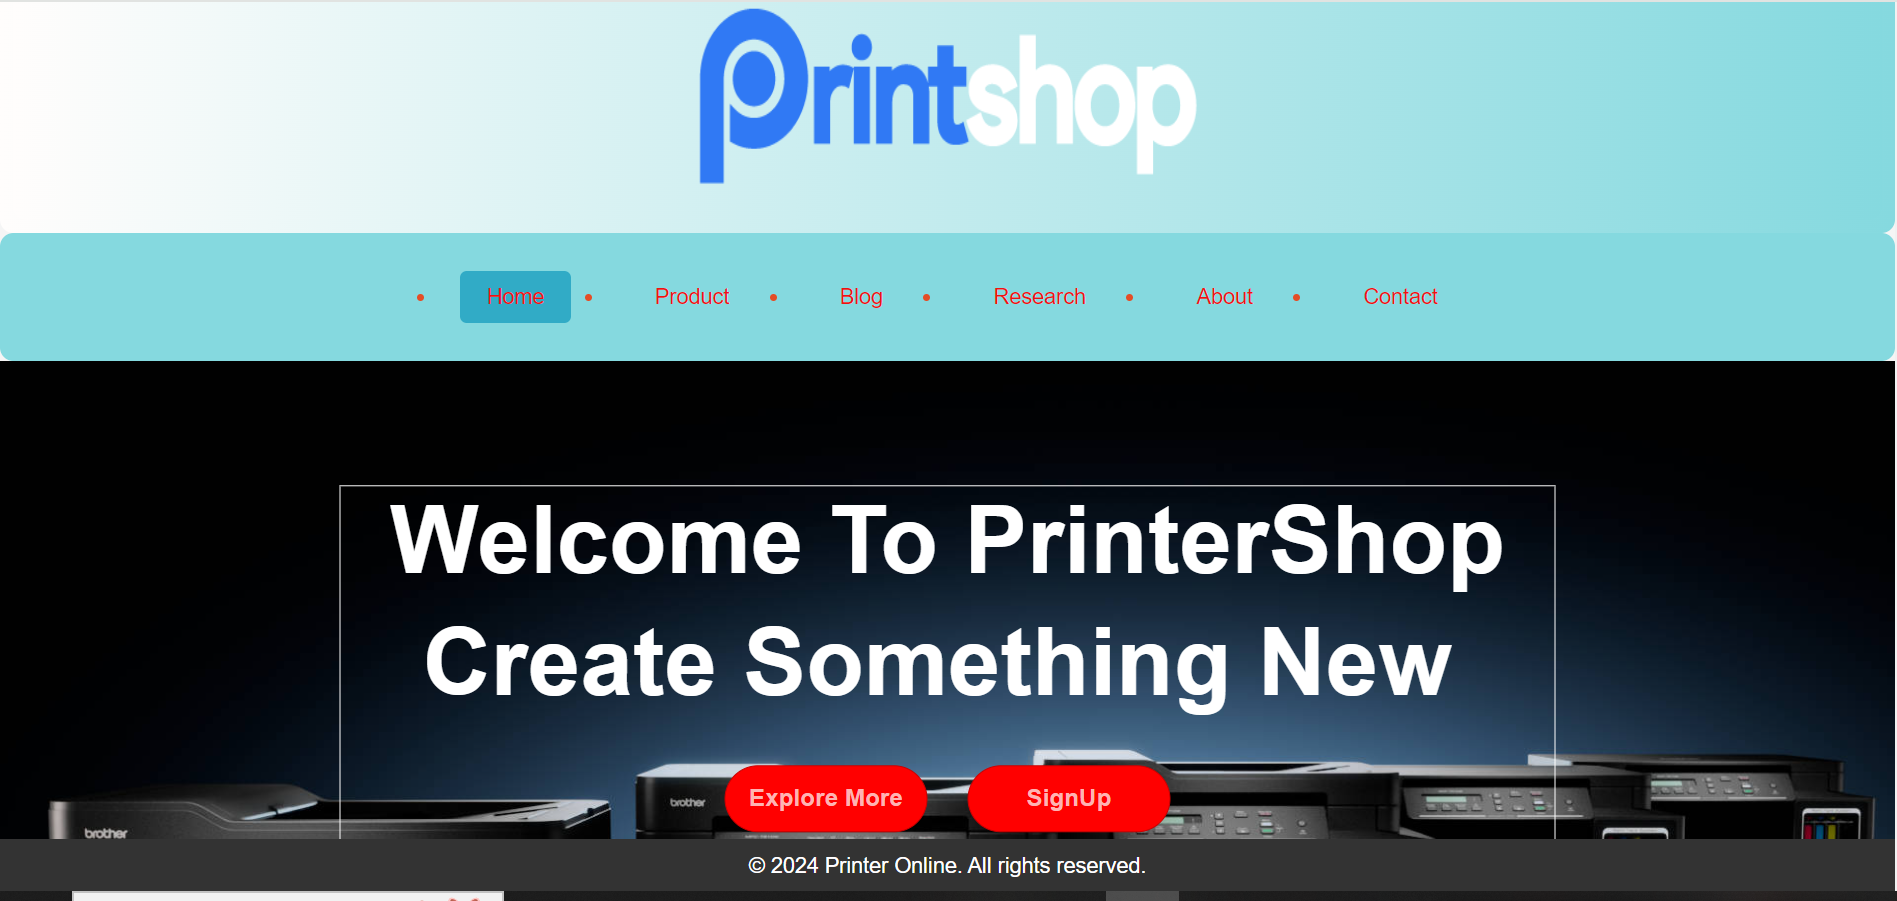 Printshop
Home
Product
Blog
Research
About
Contact
Welcome To PrinterShop
Create Something New
Explore More
SignUp
brother
brother
© 2024 Printer Online. All rights reserved.